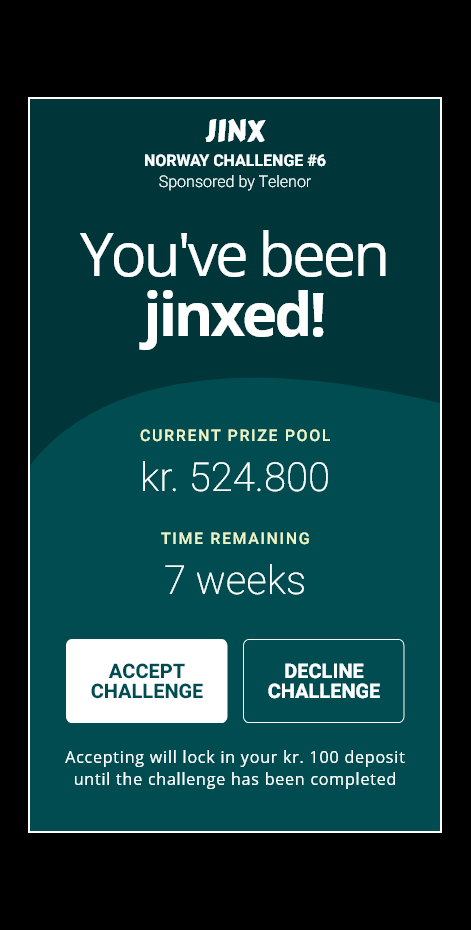 JINX
NORWAY CHALLENGE #6
Sponsored by Telenor
You've been
jinxed!
CURRENT PRIZE POOL
kr. 524.800
TIME REMAINING
7 weeks
ACCEPT
CHALLENGE
DECLINE
CHALLENGE
Accepting will lock in your kr. 100 deposit
until the challenge has been completed